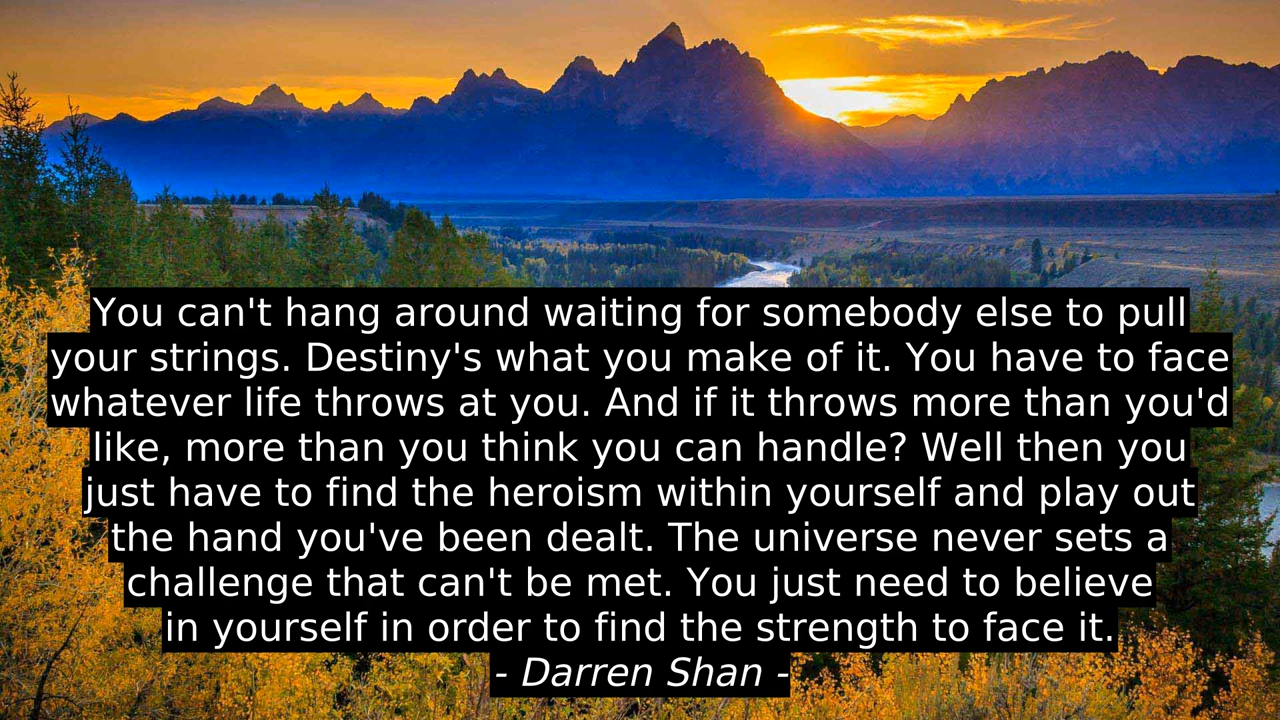 You can't hang around waiting for somebody else to pull
your strings. Destiny's what you make of it. You have to face
whatever life throws at you. And if it throws more than you'd
like, more than you think you can handle? Well then you
just have to find the heroism within yourself and play out
the hand you've been dealt. The universe never sets a
challenge that can't be met. You just need to believe
in yourself in order to find the strength to face it.
- Darren Shan -